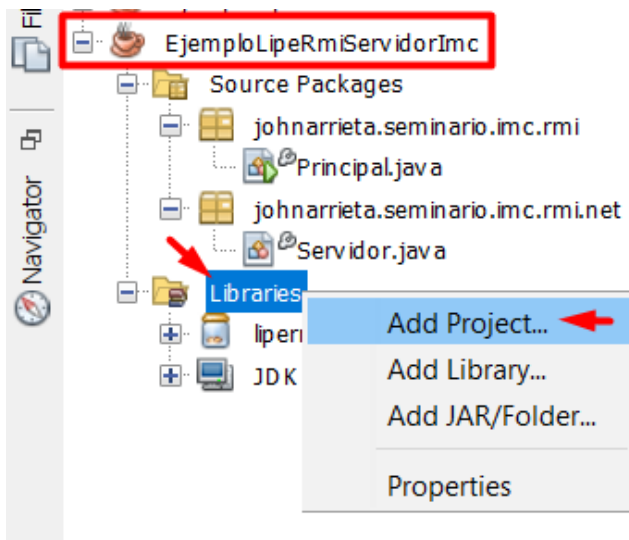 EjemploLipeRmiServidorImc
Source Packages
johnarrieta.seminario.imc.rmi
Principal.java
johnarrieta.seminario.imc.rmi.net
Servidor.java
Libraries
JDK
Add Project...
Add Library...
Add JAR/Folder...
Properties
Navigator